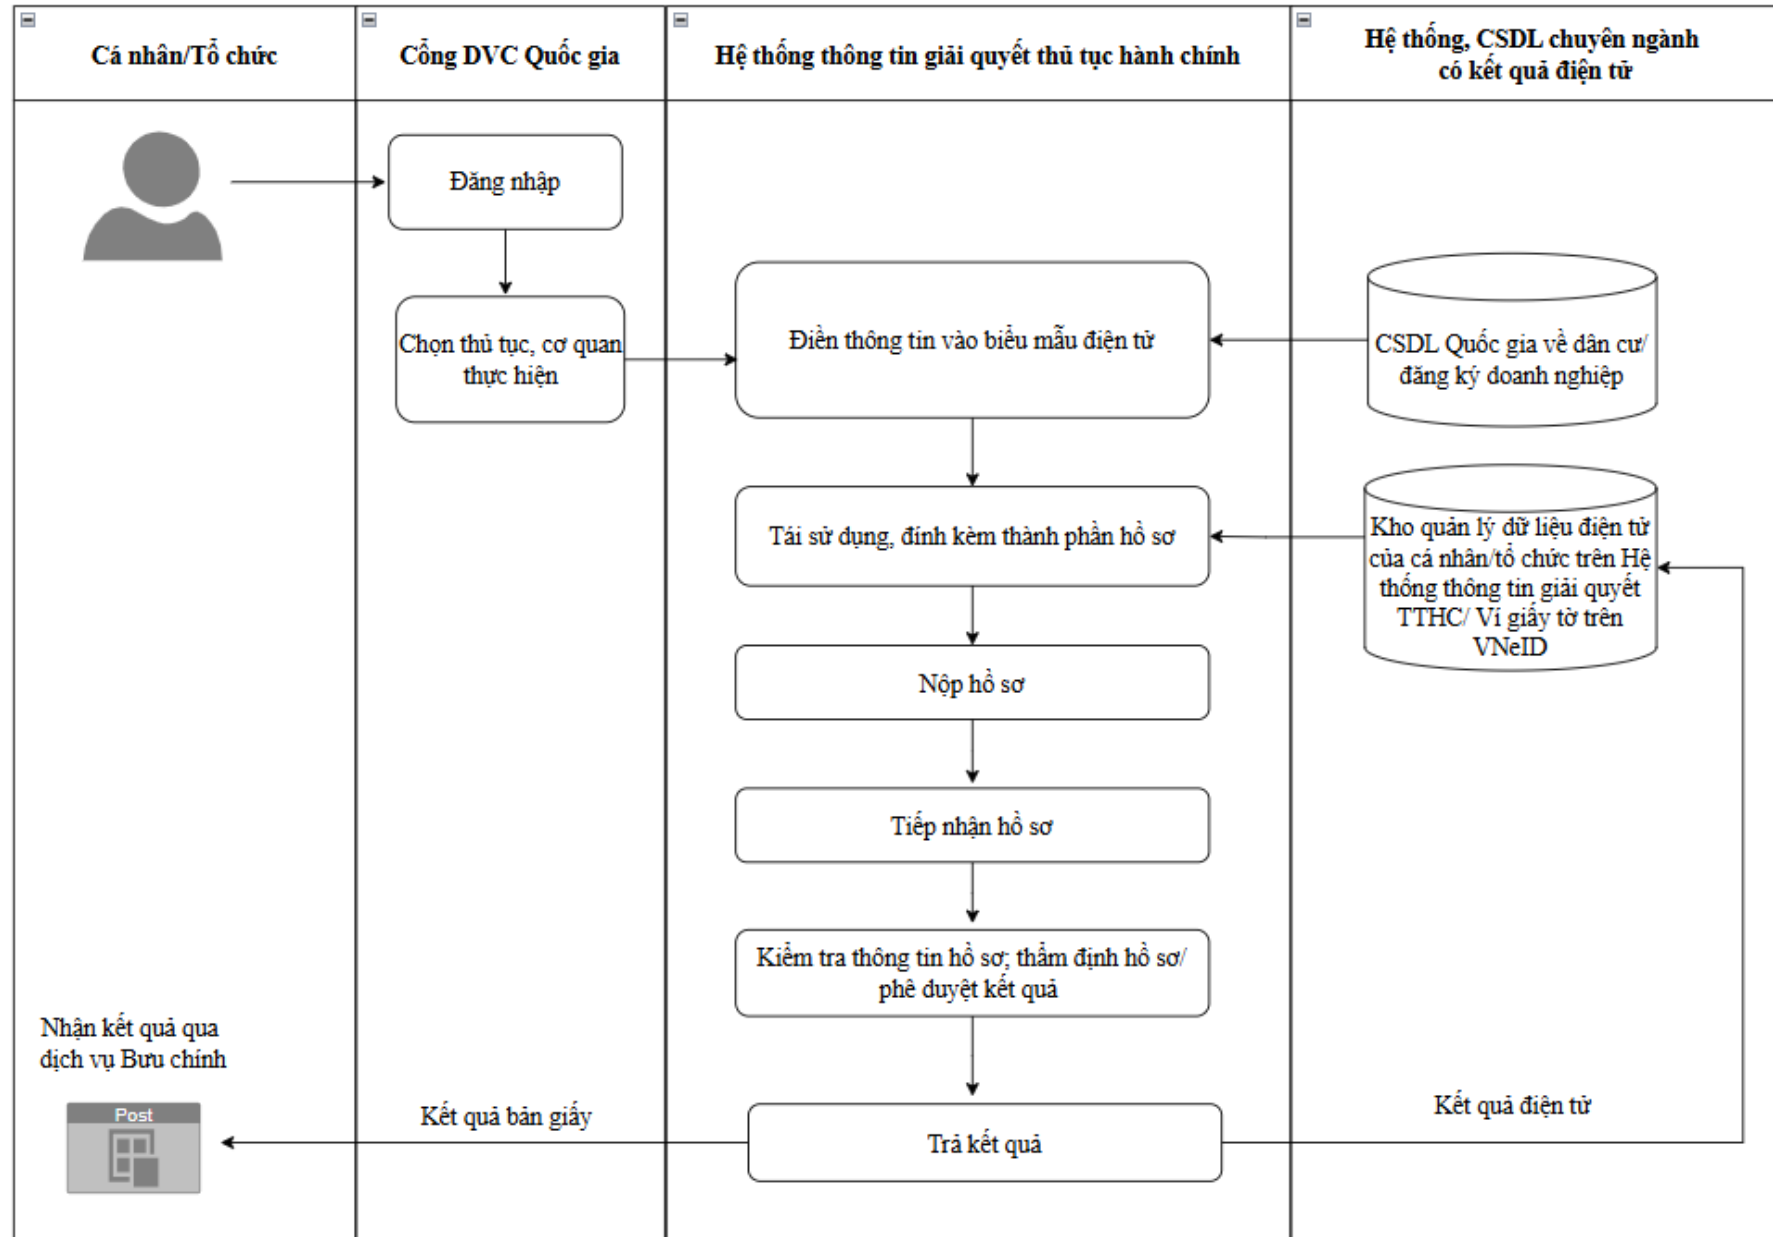 Cá nhân/Tổ chức
Cổng DVC Quốc gia
Hệ thống thông tin giải quyết thủ tục hành chính
Hệ thống, CSDL chuyên ngành
có kết quả điện tử
Đăng nhập
Chọn thủ tục, cơ quan
thực hiện
Điền thông tin vào biểu mẫu điện tử
CSDL Quốc gia về dân cư/
đăng ký doanh nghiệp
Tái sử dụng, đính kèm thành phần hồ sơ
Kho quản lý dữ liệu điện tử
của cá nhân/tổ chức trên Hệ
thống thông tin giải quyết
TTHC/ Ví giấy tờ trên
VNeID
Nộp hồ sơ
Tiếp nhận hồ sơ
Kiểm tra thông tin hồ sơ; thẩm định hồ sơ/
phê duyệt kết quả
Nhận kết quả qua
dịch vụ Bưu chính
Post
Kết quả bản giấy
Trả kết quả
Kết quả điện tử